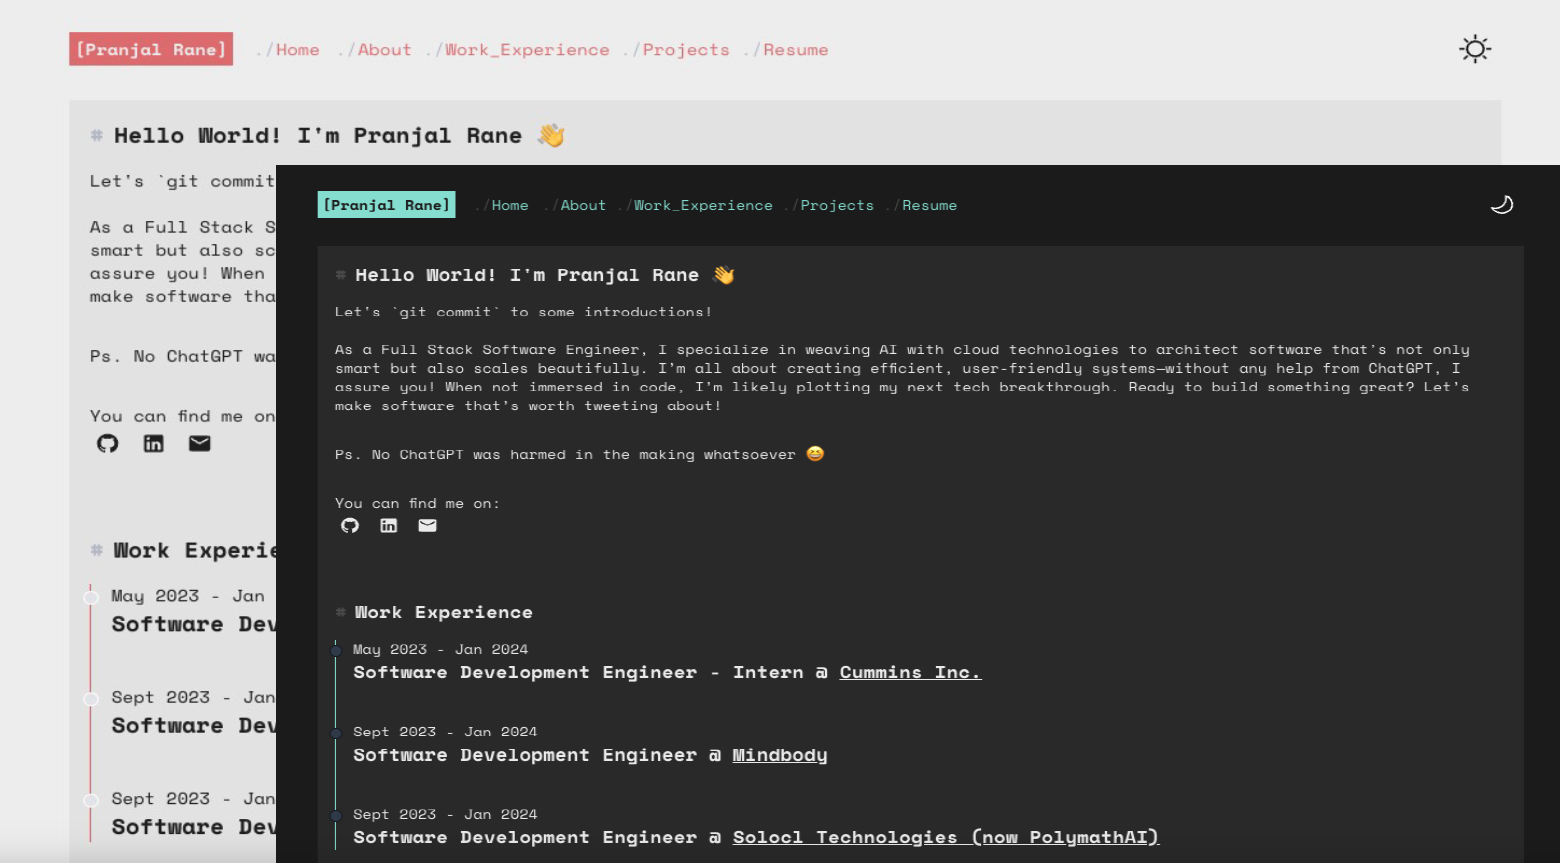 [Pranjal Rane] ./Home ./About ./Work_Experience ./Projects ./Resume
# Hello World! I'm Pranjal Rane 👋
Let's `git commit
As a Full Stack S
smart but also sc
assure you! When
make software tha
Ps. No ChatGPT wa
You can find me on
# Work Experie
May 2023 - Jan
Software Dev
Sept 2023 - Jan
Software Dev
Sept 2023 - Jan
Software Dev
[Pranjal Rane] ./Home ./About ./Work_Experience ./Projects ./Resume
# Hello World! I'm Pranjal Rane 👋
Let's `git commit` to some introductions!
As a Full Stack Software Engineer, I specialize in weaving AI with cloud technologies to architect software that's not only
smart but also scales beautifully. I'm all about creating efficient, user-friendly systems—without any help from ChatGPT, I
assure you! When not immersed in code, I'm likely plotting my next tech breakthrough. Ready to build something great? Let's
make software that's worth tweeting about!
Ps. No ChatGPT was harmed in the making whatsoever 😄
You can find me on:
# Work Experience
May 2023 - Jan 2024
Software Development Engineer - Intern @ Cummins Inc.
Sept 2023 - Jan 2024
Software Development Engineer @ Mindbody
Sept 2023 - Jan 2024
Software Development Engineer @ Solocl Technologies (now PolymathAI)